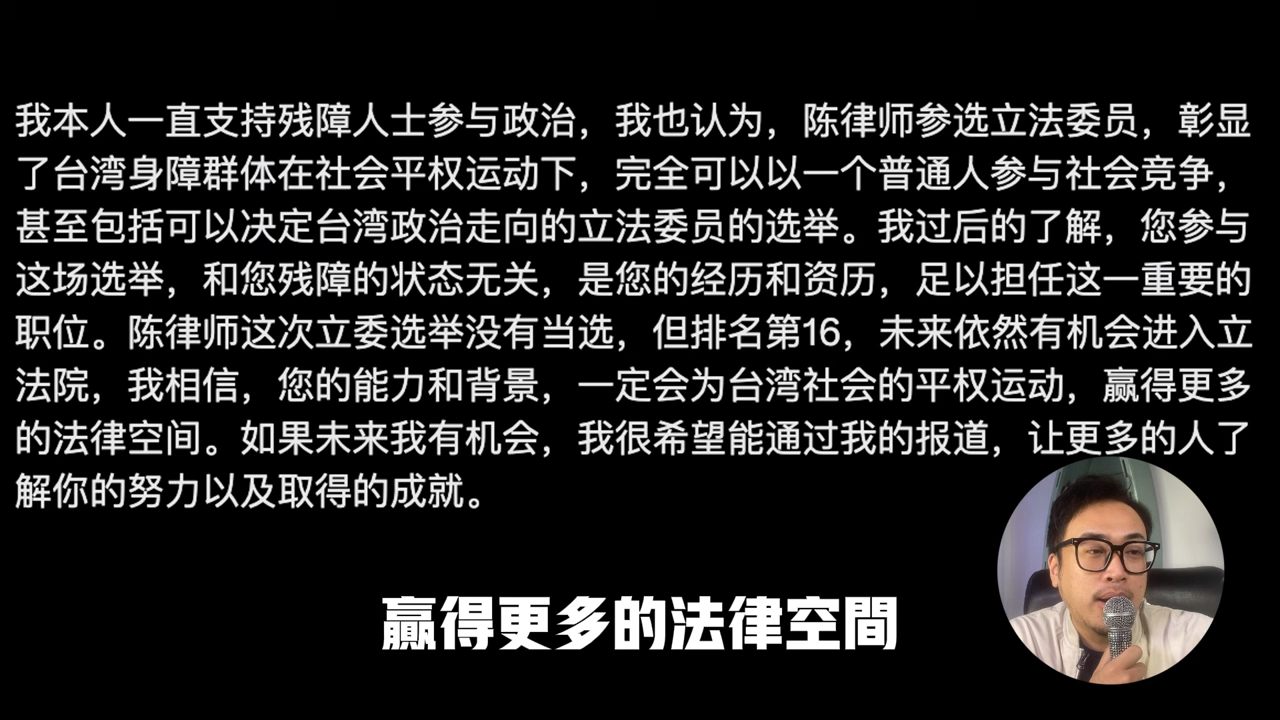 我本人一直支持残障人士参与政治，我也认为，陈律师参选立法委员，彰显
了台湾身障群体在社会平权运动下，完全可以以一个普通人参与社会竞争，
甚至包括可以决定台湾政治走向的立法委员的选举。我过后的了解，您参与
这场选举，和您残障的状态无关，是您的经历和资历，足以担任这一重要的
职位。陈律师这次立委选举没有当选，但排名第16，未来依然有机会进入立
法院，我相信，您的能力和背景，一定会为台湾社会的平权运动，赢得更多
的法律空间。如果未来我有机会，我很希望能通过我的报道，让更多的人了
解你的努力以及取得的成就。
贏得更多的法律空間